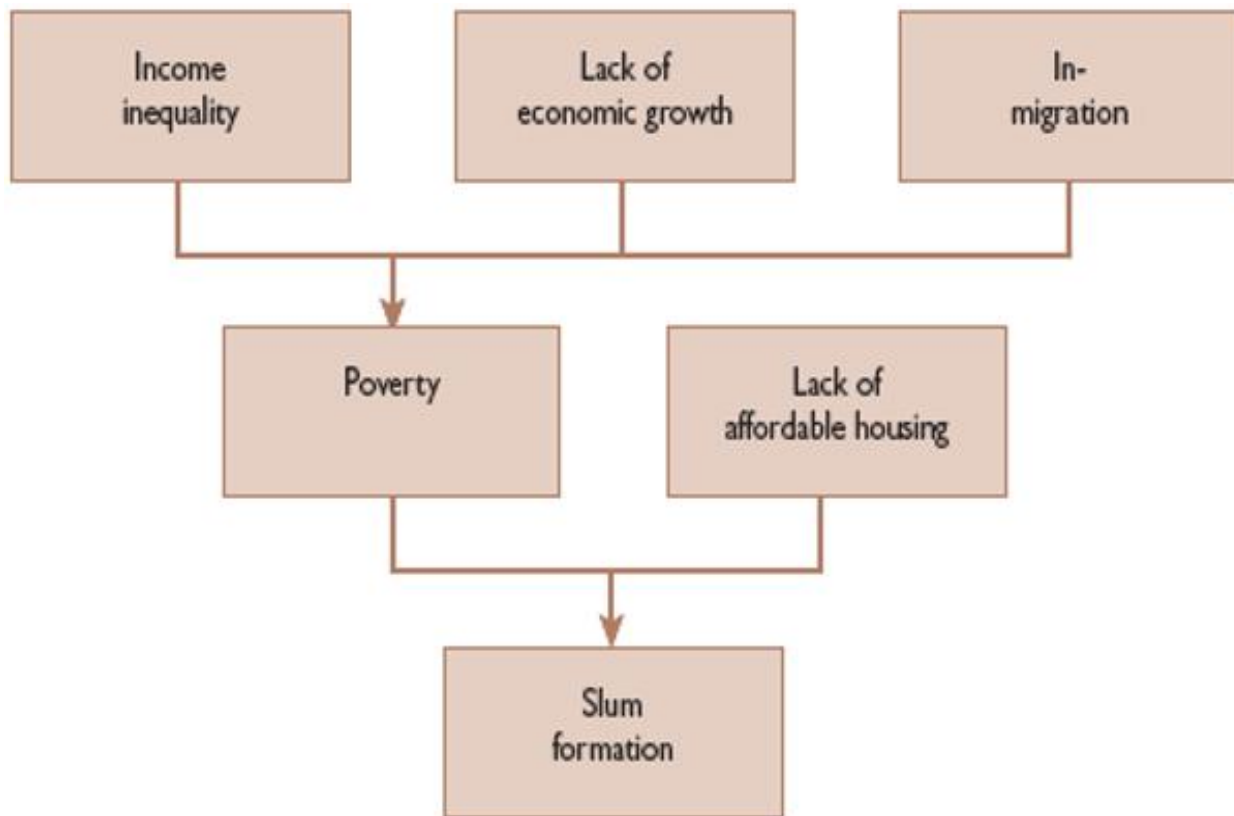 Income
inequality
Lack of
economic growth
In-
migration
Poverty
Lack of
affordable housing
Slum
formation